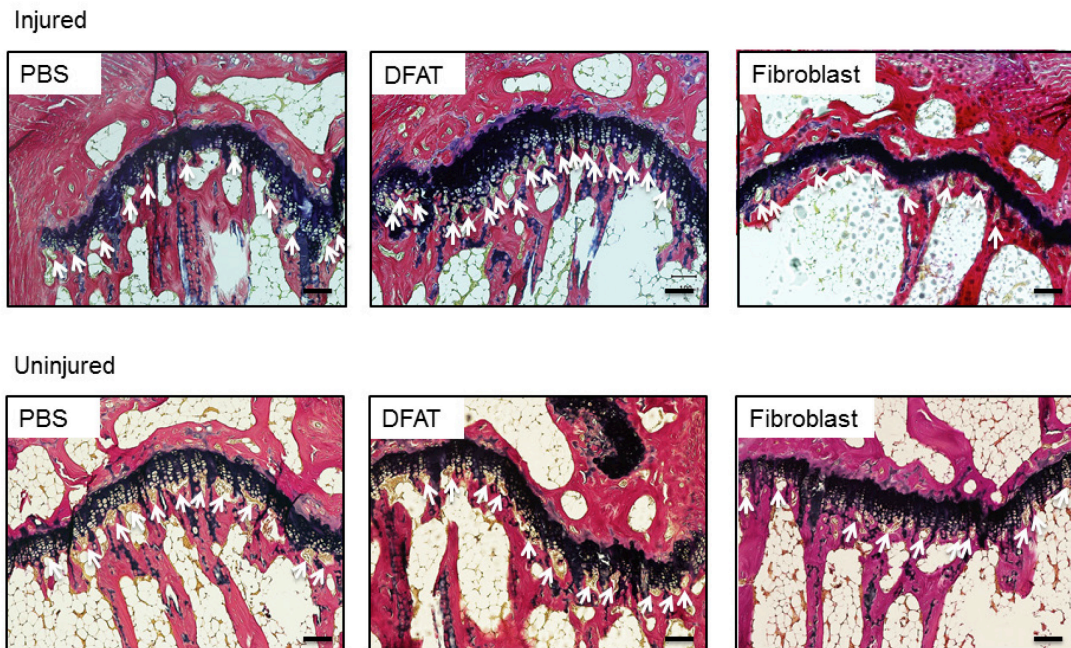 Injured
PBS
DFAT
Fibroblast
Uninjured
PBS
DFAT
Fibroblast